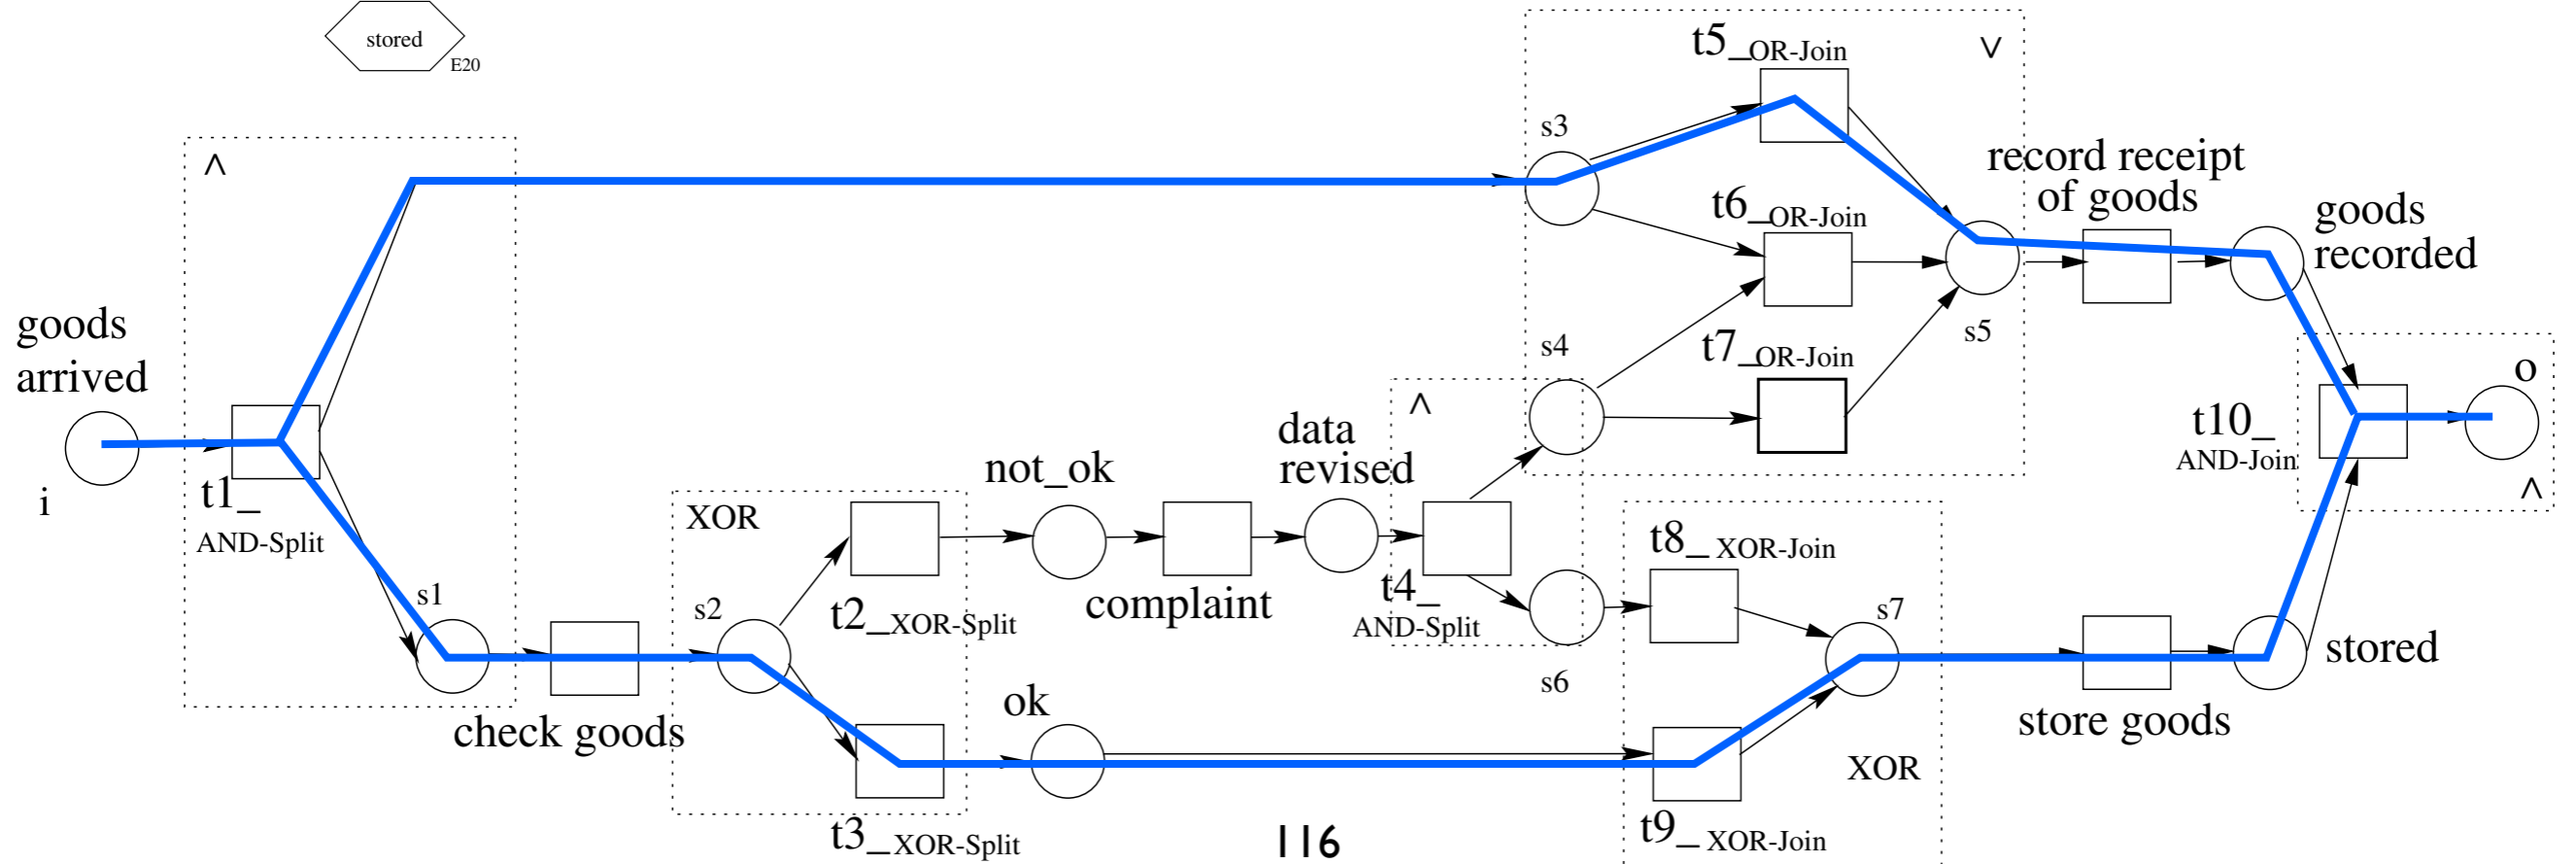 stored
E20
t5_OR-Join
V
s3
^
record receipt
of goods
t6_OR-Join
goods
recorded
goods
arrived
s5
s4
t7_OR-Join
o
^
data
revised
t10_
AND-Join
not_ok
i
t1_
AND-Split
XOR
^
t8_ XOR-Join
s1
s2
t2_XOR-Split
complaint
t4_
AND-Split
s7
stored
s6
ok
check goods
store goods
XOR
t3_XOR-Split
116
t9_ XOR-Join